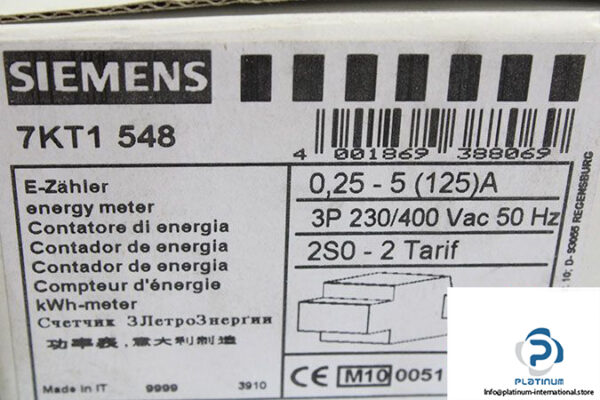 SIEMENS
7KT1 548
4 001869 388069
E-Zähler
energy meter
Contatore di energia
Contador de energia
Contador de energia
Compteur d'énergie
kWh-meter
Счетчик ЗЛетроЗнергии
功率表,意大利制造
Made in IT 9999 3910
0,25 - 5 (125)A
3P 230/400 Vac 50 Hz
2S0 - 2 Tarif
CE M10 0051
10; D- 93055 REGENSBURG
PLATINUM
info@platinum-international.store